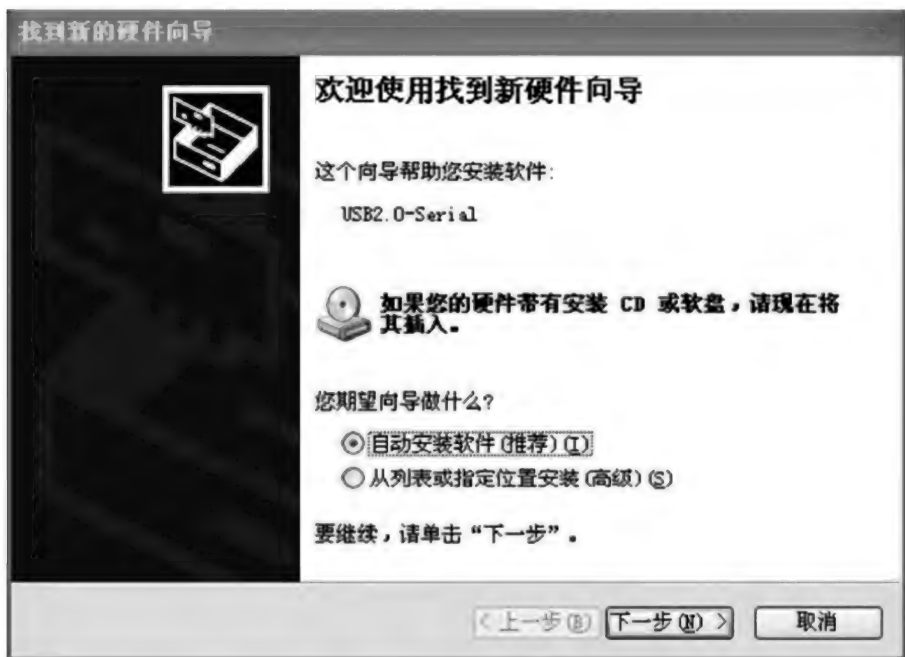 找到新的硬件向导
欢迎使用找到新硬件向导
这个向导帮助您安装软件:
USB2.0-Serial
如果您的硬件带有安装 CD 或软盘，请现在将
其插入。
您期望向导做什么?
自动安装软件(推荐)(I)
从列表或指定位置安装(高级)(S)
要继续，请单击“下一步”。
<上一步(B)
下一步(N)>
取消